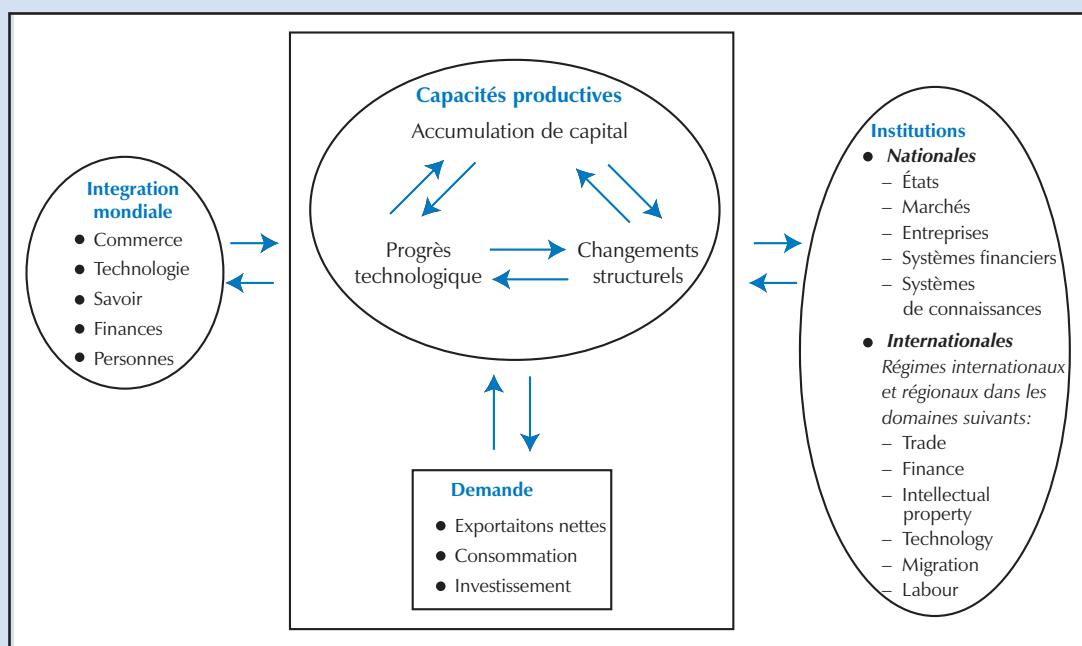 Integration
mondiale
● Commerce
● Technologie
● Savoir
● Finances
● Personnes
Capacités productives
Accumulation de capital
Progrès
technologique
Changements
structurels
Demande
● Exportaitons nettes
● Consommation
● Investissement
Institutions
● Nationales
– États
– Marchés
– Entreprises
– Systèmes financiers
– Systèmes
de connaissances
● Internationales
Régimes internationaux
et régionaux dans les
domaines suivants:
– Trade
– Finance
– Intellectual
property
– Technology
– Migration
– Labour